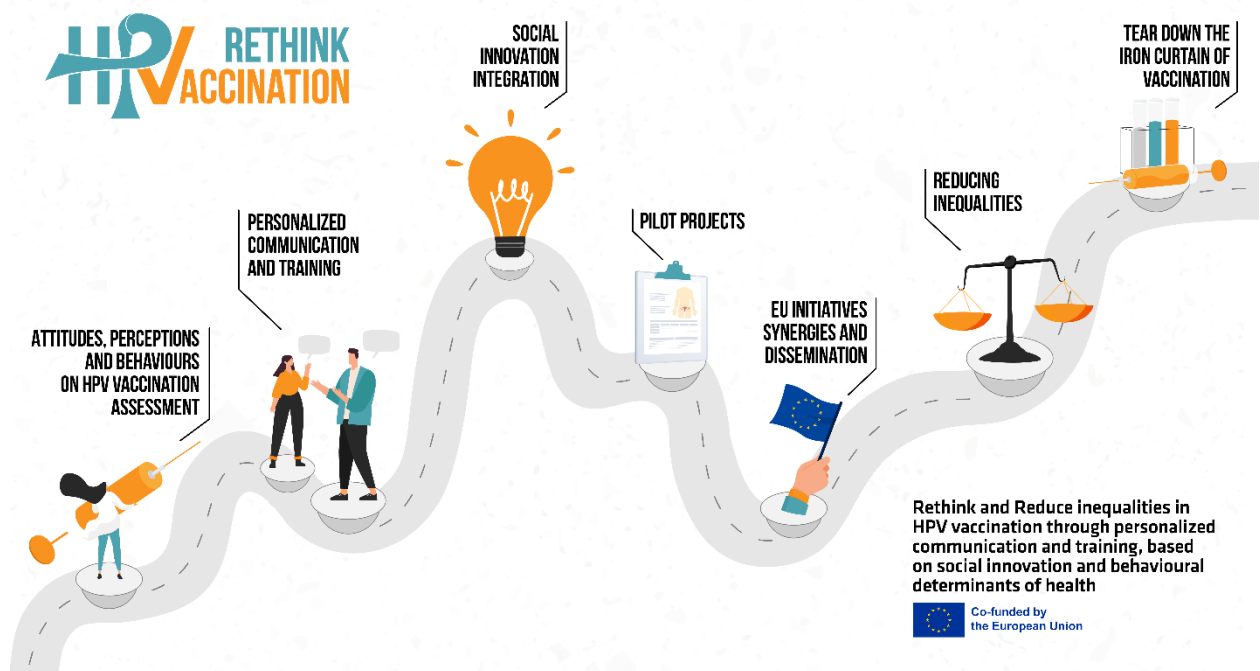 HPV RETHINK
VACCINATION
SOCIAL
INNOVATION
INTEGRATION
TEAR DOWN THE
IRON CURTAIN OF
VACCINATION
PERSONALIZED
COMMUNICATION
AND TRAINING
PILOT PROJECTS
REDUCING
INEQUALITIES
ATTITUDES, PERCEPTIONS
AND BEHAVIOURS
ON HPV VACCINATION
ASSESSMENT
EU INITIATIVES
SYNERGIES AND
DISSEMINATION
Rethink and Reduce inequalities in
HPV vaccination through personalized
communication and training, based
on social innovation and behavioural
determinants of health
Co-funded by
the European Union